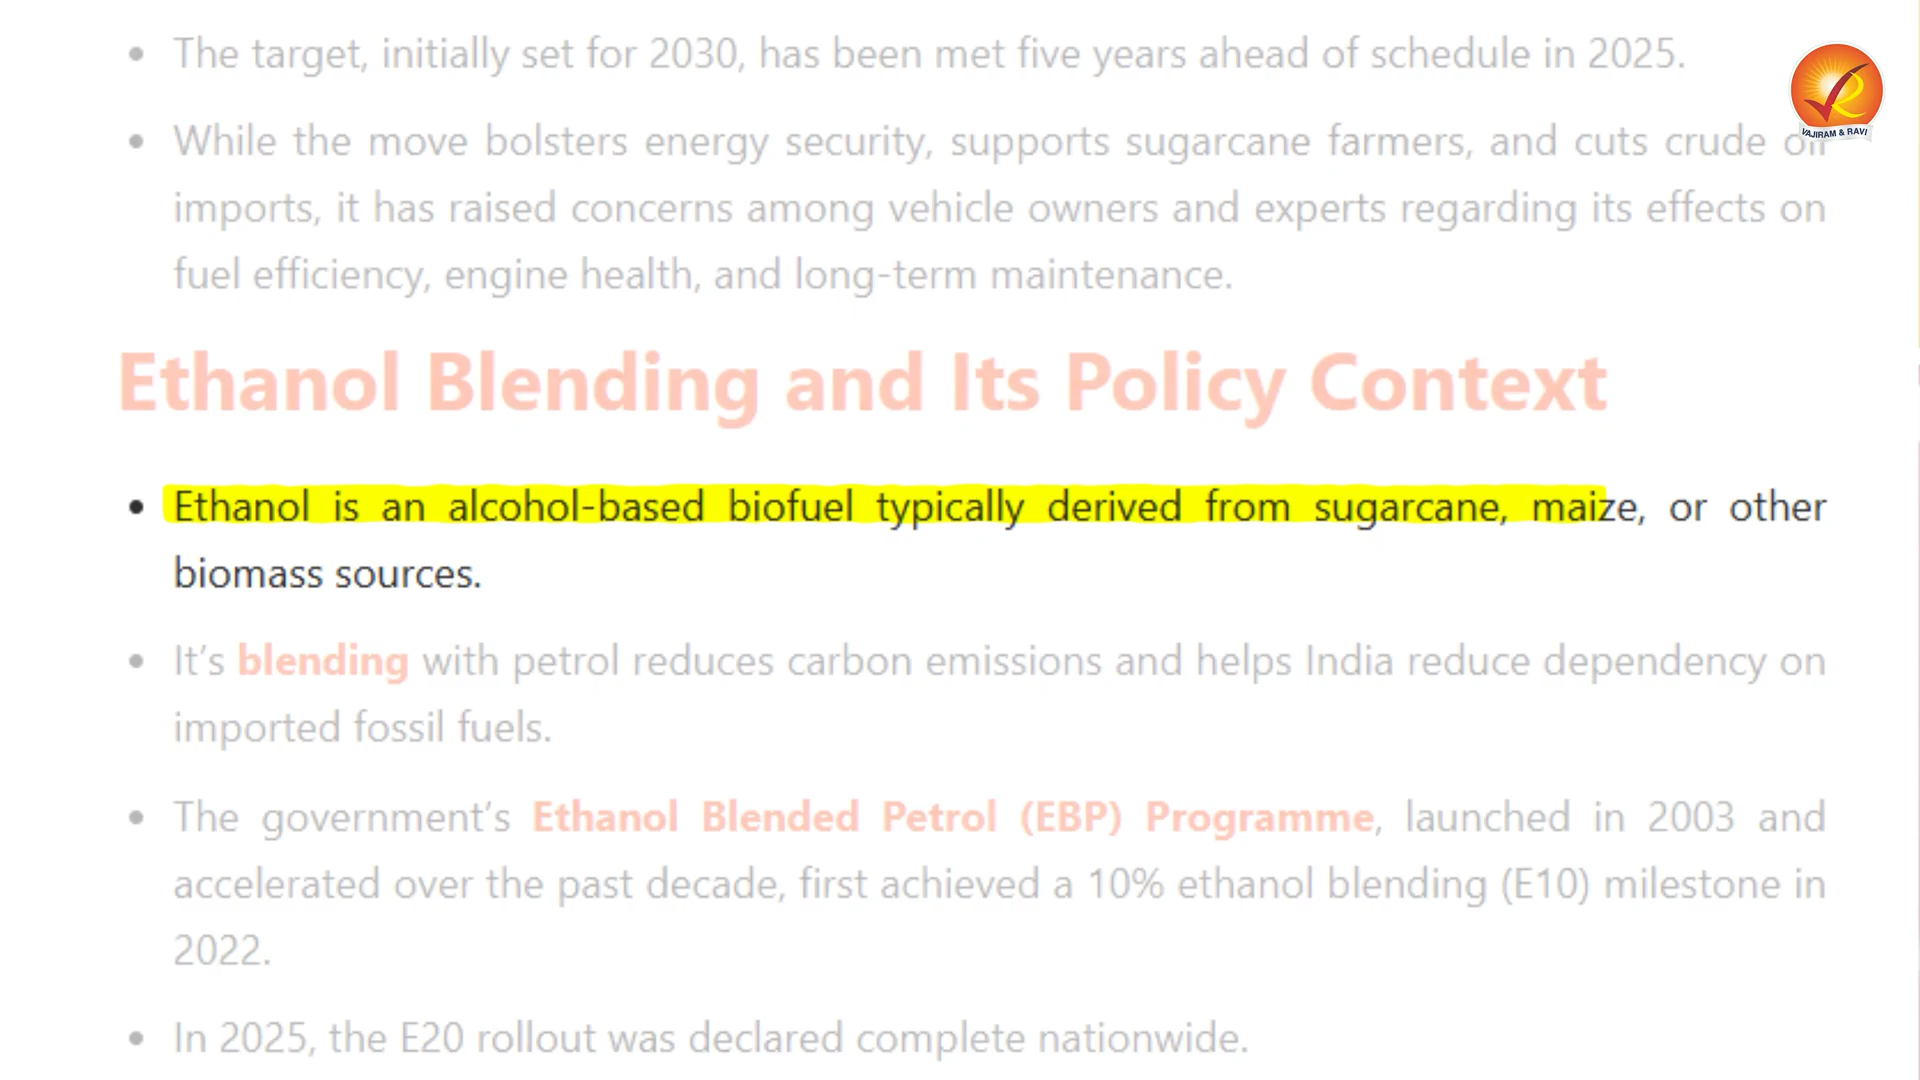 • The target, initially set for 2030, has been met five years ahead of schedule in 2025.
• While the move bolsters energy security, supports sugarcane farmers, and cuts crude oil
imports, it has raised concerns among vehicle owners and experts regarding its effects on
fuel efficiency, engine health, and long-term maintenance.
VAJIRAM & RAVI
Ethanol Blending and Its Policy Context
• Ethanol is an alcohol-based biofuel typically derived from sugarcane, maize, or other
biomass sources.
• It’s blending with petrol reduces carbon emissions and helps India reduce dependency on
imported fossil fuels.
• The government’s Ethanol Blended Petrol (EBP) Programme, launched in 2003 and
accelerated over the past decade, first achieved a 10% ethanol blending (E10) milestone in
2022.
• In 2025, the E20 rollout was declared complete nationwide.